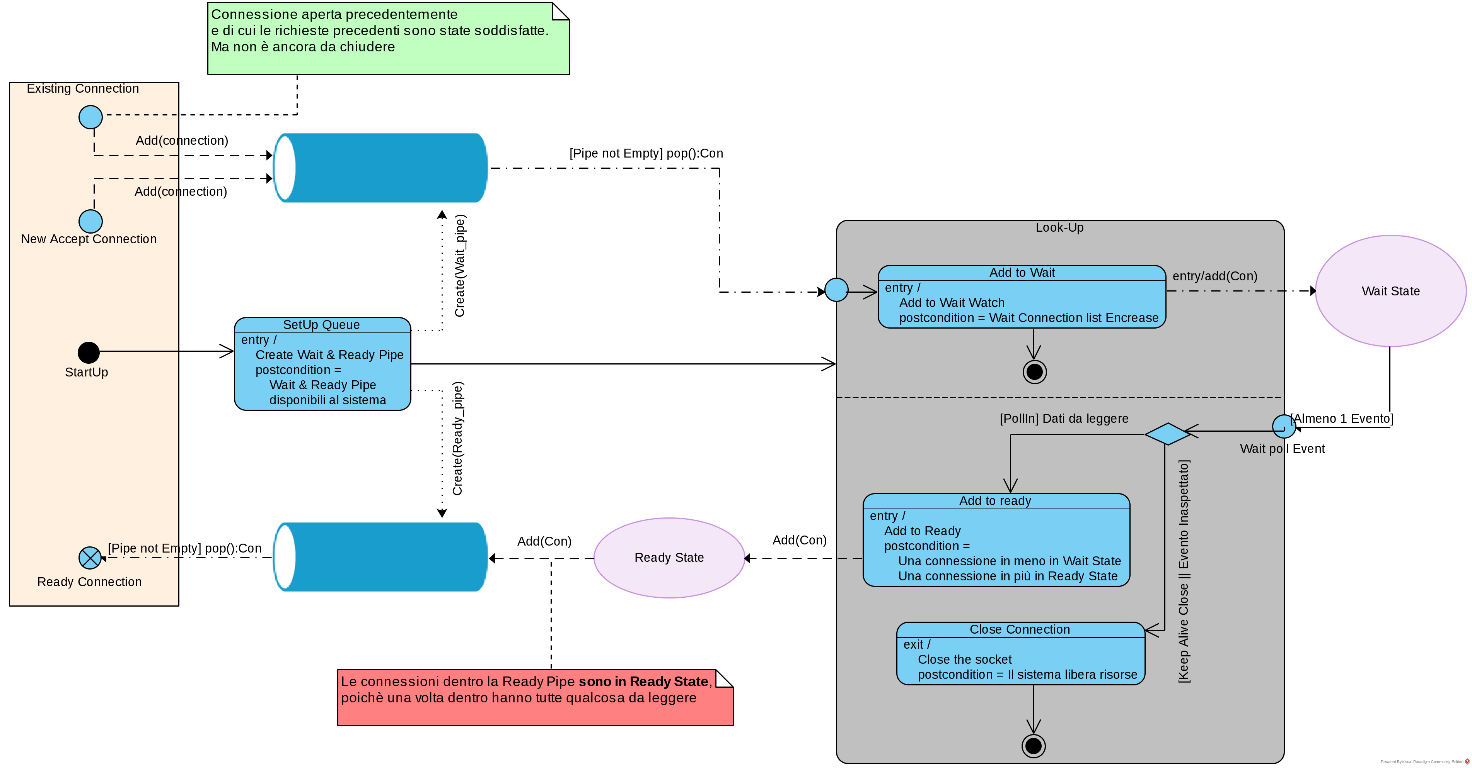 Connessione aperta precedentemente
e di cui le richieste precedenti sono state soddisfatte.
Ma non è ancora da chiudere
Existing Connection
Add(connection)
Add(connection)
New Accept Connection
[Pipe not Empty] pop():Con
Create(Wait_pipe)
Look-Up
Add to Wait
entry /
Add to Wait Watch
postcondition = Wait Connection list Encrease
entry/add(Con)
Wait State
StartUp
SetUp Queue
entry /
Create Wait & Ready Pipe
postcondition =
Wait & Ready Pipe
disponibili al sistema
Create(Ready_pipe)
[Almeno 1 Evento]
Wait poll Event
[PollIn] Dati da leggere
[Keep Alive Close || Evento Inaspettato]
Add to ready
entry /
Add to Ready
postcondition =
Una connessione in meno in Wait State
Una connessione in più in Ready State
Add(Con)
Ready State
Add(Con)
[Pipe not Empty] pop():Con
Ready Connection
Close Connection
exit /
Close the socket
postcondition = Il sistema libera risorse
Le connessioni dentro la Ready Pipe sono in Ready State,
poichè una volta dentro hanno tutte qualcosa da leggere
Powered By Visual Paradigm Community Edition